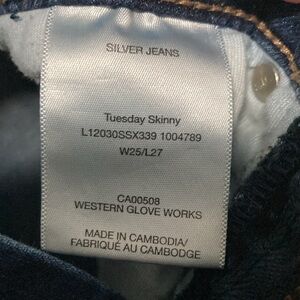 SILVER JEANS
Tuesday Skinny
L12030SSX339 1004789
W25/L27
CA00508
WESTERN GLOVE WORKS
MADE IN CAMBODIA/
FABRIQUÉ AU CAMBODGE